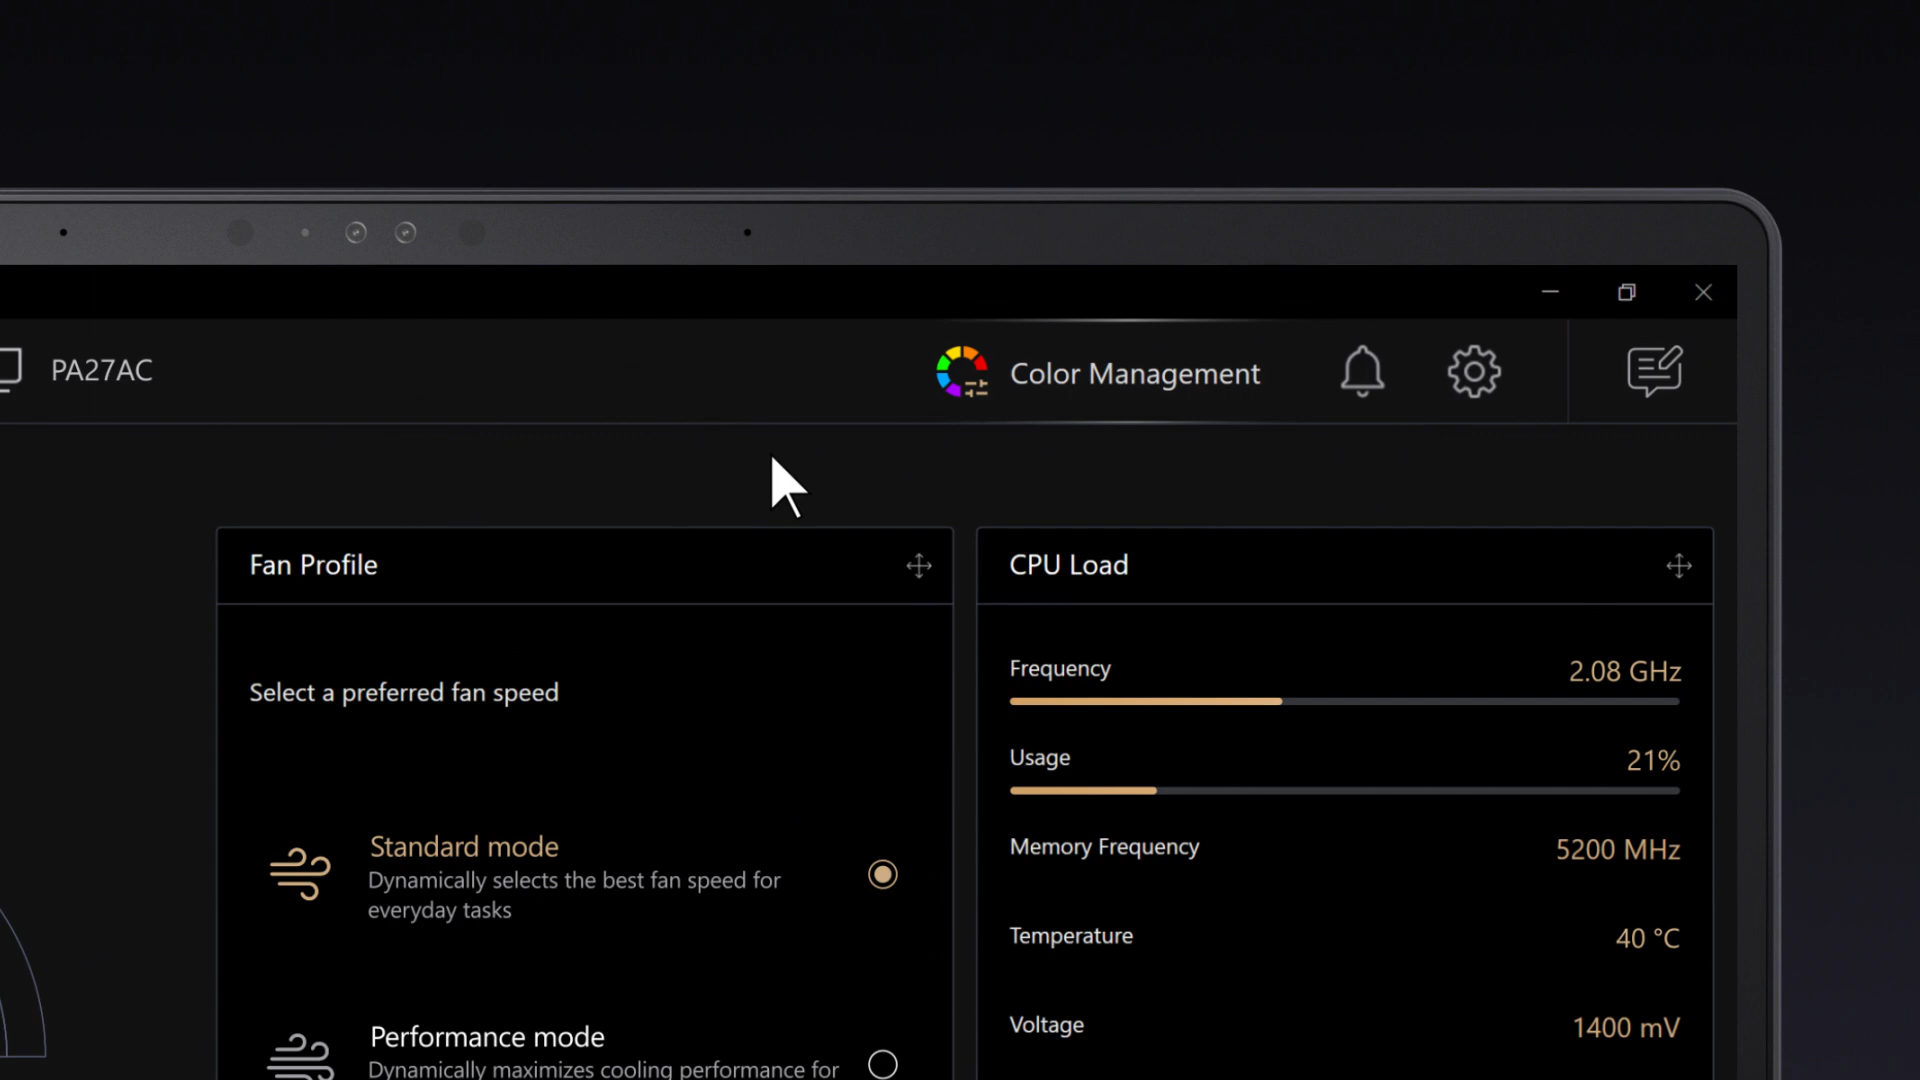 PA27AC
Color Management
Fan Profile
Select a preferred fan speed
Standard mode
Dynamically selects the best fan speed for
everyday tasks
Performance mode
Dynamically maximizes cooling performance for
CPU Load
Frequency
2.08 GHz
Usage
21%
Memory Frequency
5200 MHz
Temperature
40 °C
Voltage
1400 mV